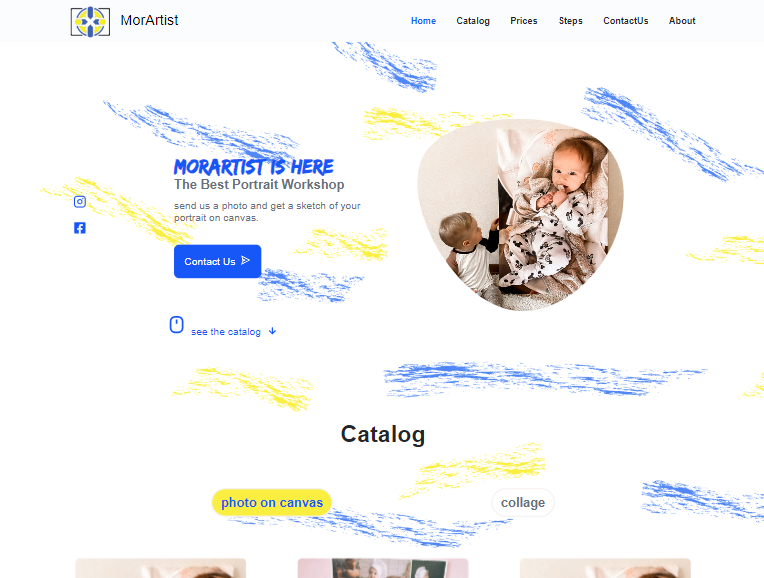 MorArtist
Home
Catalog
Prices
Steps
ContactUs
About
MORARTIST IS HERE
The Best Portrait Workshop
send us a photo and get a sketch of your
portrait on canvas.
Contact Us
see the catalog
Catalog
photo on canvas
collage